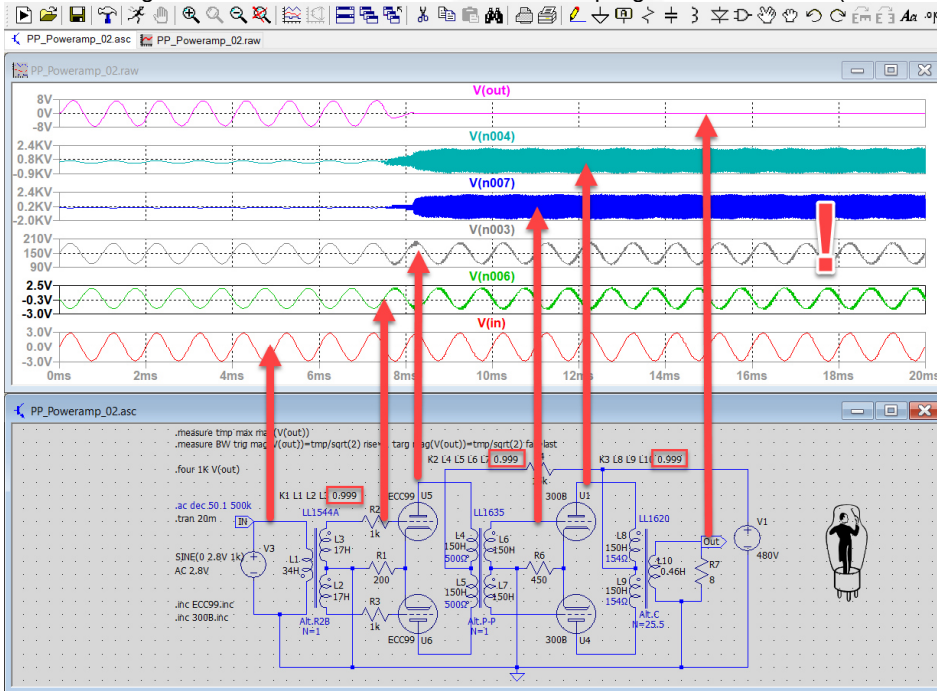 PP_Poweramp_02.asc PP_Poweramp_02.raw
PP_Poweramp_02.raw
V(out)
8V
0V
-8V
V(n004)
2.4KV
0.8KV
-0.9KV
V(n007)
2.4KV
0.2KV
-2.0KV
V(n003)
210V
150V
90V
V(n006)
2.5V
-0.3V
-3.0V
V(in)
3.0V
0.0V
-3.0V
0ms 2ms 4ms 6ms 8ms 10ms 12ms 14ms 16ms 18ms 20ms
PP_Poweramp_02.asc
.measure tmp max mag(V(out))
.four 1K V(out)
K2 L4 L5 L6 L7 0.999
K3 L8 L9 L10 0.999
.ac dec 50 .1 500k
.tran 20m
K1 L1 L2 L3 0.999
IN
LL1544A
R2
1k
ECC99 U5
LL1635
300B U1
LL1620
V1
480V
V3
SINE(0 2.8V 1k)
AC 2.8V
L1
34H
L3
17H
R1
200
L4
150H
500Ω
L6
150H
R6
450
L8
150H
154Ω
L10
0.46H
Out
R7
8
L2
17H
R3
1k
L5
150H
500Ω
L7
150H
L9
150H
154Ω
.inc ECC99.inc
.inc 300B.inc
Alt.R2B
N=1
ECC99 U6
Alt.P-P
N=1
300B U4
Alt.C
N=25.5